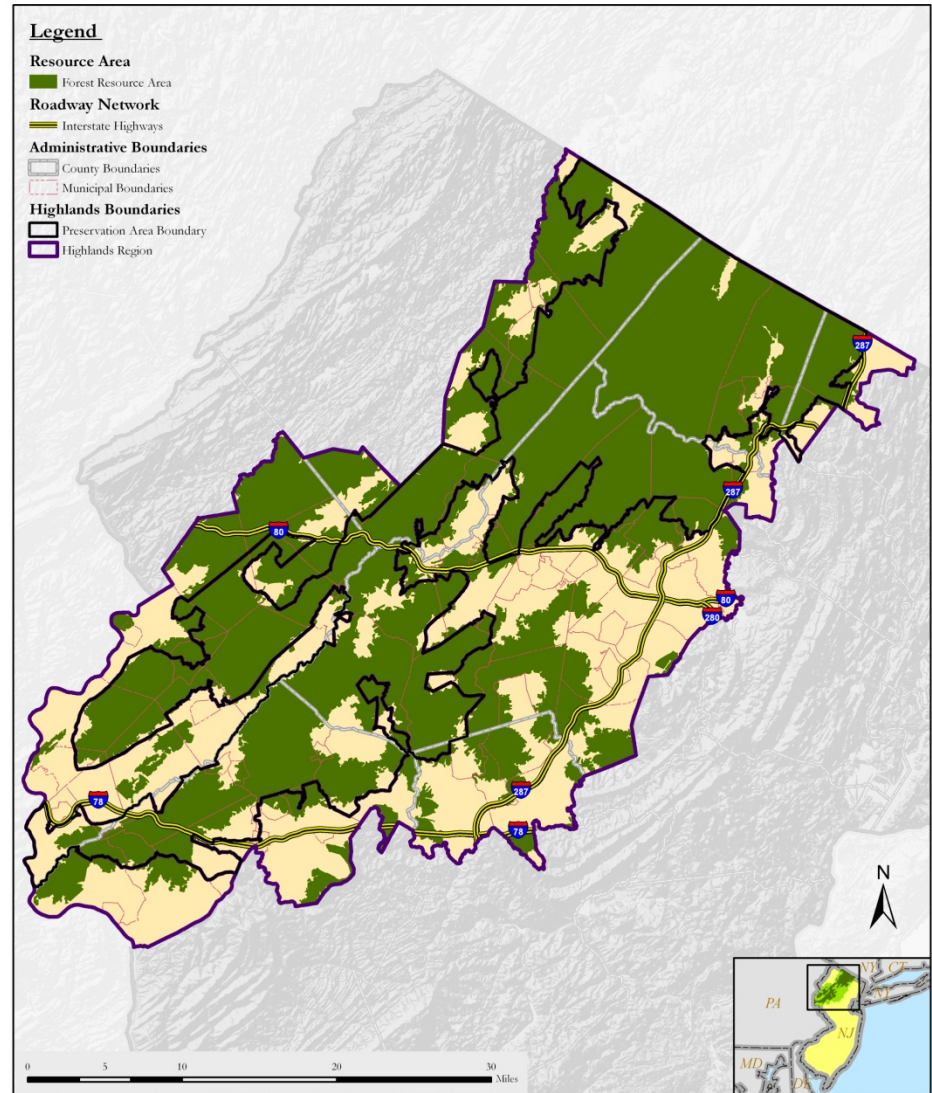 Legend
Resource Area
Forest Resource Area
Roadway Network
Interstate Highways
Administrative Boundaries
County Boundaries
Municipal Boundaries
Highlands Boundaries
Preservation Area Boundary
Highlands Region
287
287
80
80
280
78
287
78
N
NY
CT
PA
NY
NJ
MD
DE
0 5 10 20 30
Miles